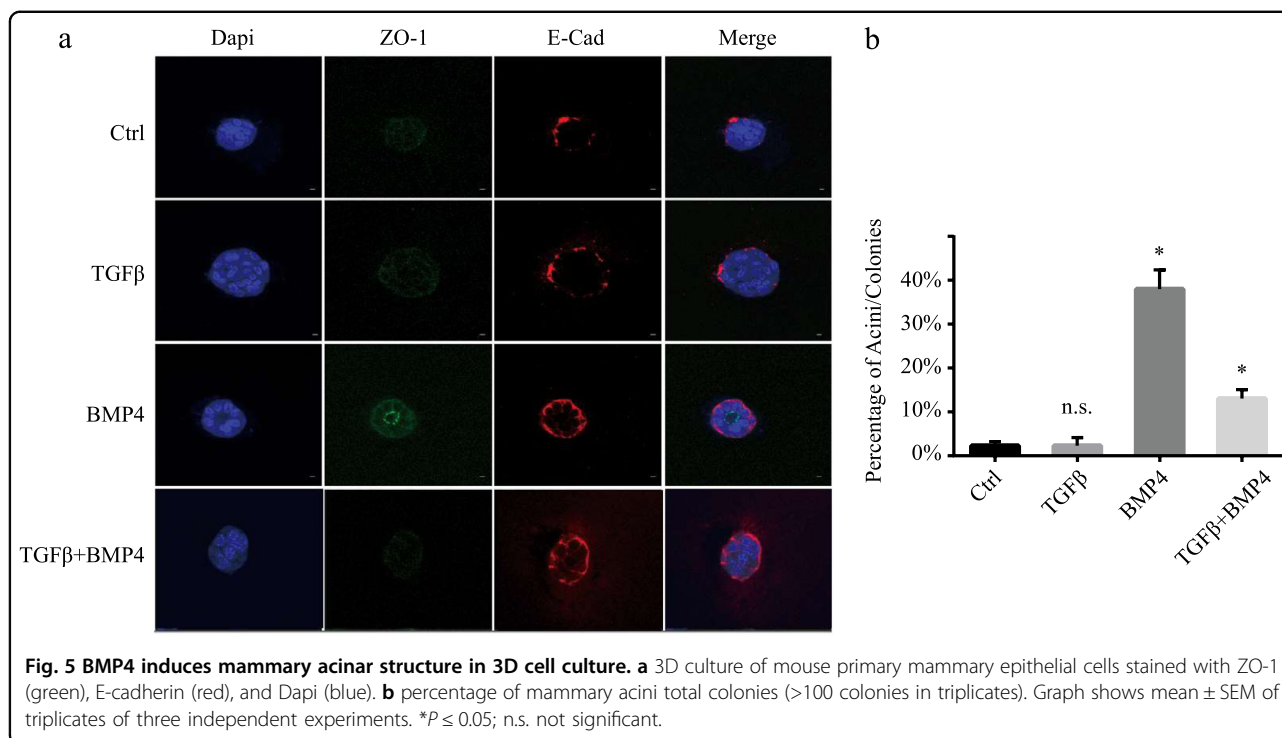 a
Dapi ZO-1 E-Cad Merge
Ctrl
TGFβ
BMP4
TGFβ+BMP4
b
Percentage of Acini/Colonies
40%
30%
20%
10%
0%
n.s.
*
*
Ctrl
TGFβ
BMP4
TGFβ+BMP4
Fig. 5 BMP4 induces mammary acinar structure in 3D cell culture. a 3D culture of mouse primary mammary epithelial cells stained with ZO-1
(green), E-cadherin (red), and Dapi (blue). b percentage of mammary acini total colonies (>100 colonies in triplicates). Graph shows mean ± SEM of
triplicates of three independent experiments. *P ≤ 0.05; n.s. not significant.